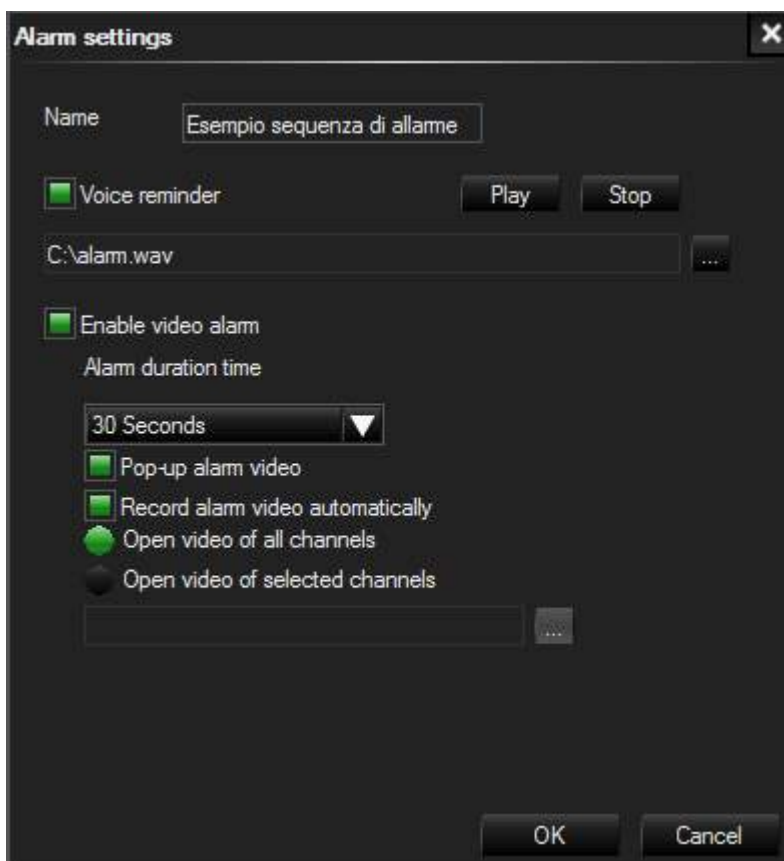 Alarm settings
Name
Esempio sequenza di allarme
Voice reminder
Play
Stop
C:\alarm.wav
...
Enable video alarm
Alarm duration time
30 Seconds
Pop-up alarm video
Record alarm video automatically
Open video of all channels
Open video of selected channels
...
OK
Cancel